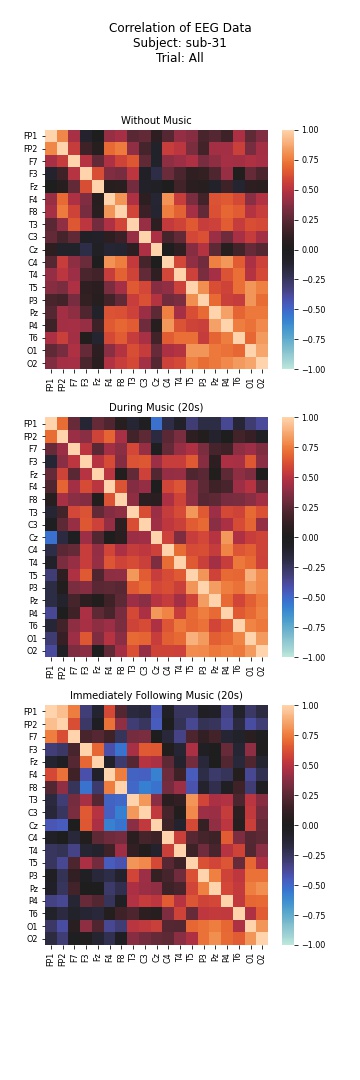 Correlation of EEG Data
Subject: sub-31
Trial: All
Without Music
FP1
FP2
F7
F3
Fz
F4
F8
T3
C3
Cz
C4
T4
T5
P3
Pz
P4
T6
O1
O2
FP1 FP2 F7 F3 Fz F4 F8 T3 C3 Cz C4 T4 T5 P3 Pz P4 T6 O1 O2
1.00
0.75
0.50
0.25
0.00
−0.25
−0.50
−0.75
−1.00
During Music (20s)
FP1
FP2
F7
F3
Fz
F4
F8
T3
C3
Cz
C4
T4
T5
P3
Pz
P4
T6
O1
O2
FP1 FP2 F7 F3 Fz F4 F8 T3 C3 Cz C4 T4 T5 P3 Pz P4 T6 O1 O2
1.00
0.75
0.50
0.25
0.00
−0.25
−0.50
−0.75
−1.00
Immediately Following Music (20s)
FP1
FP2
F7
F3
Fz
F4
F8
T3
C3
Cz
C4
T4
T5
P3
Pz
P4
T6
O1
O2
FP1 FP2 F7 F3 Fz F4 F8 T3 C3 Cz C4 T4 T5 P3 Pz P4 T6 O1 O2
1.00
0.75
0.50
0.25
0.00
−0.25
−0.50
−0.75
−1.00